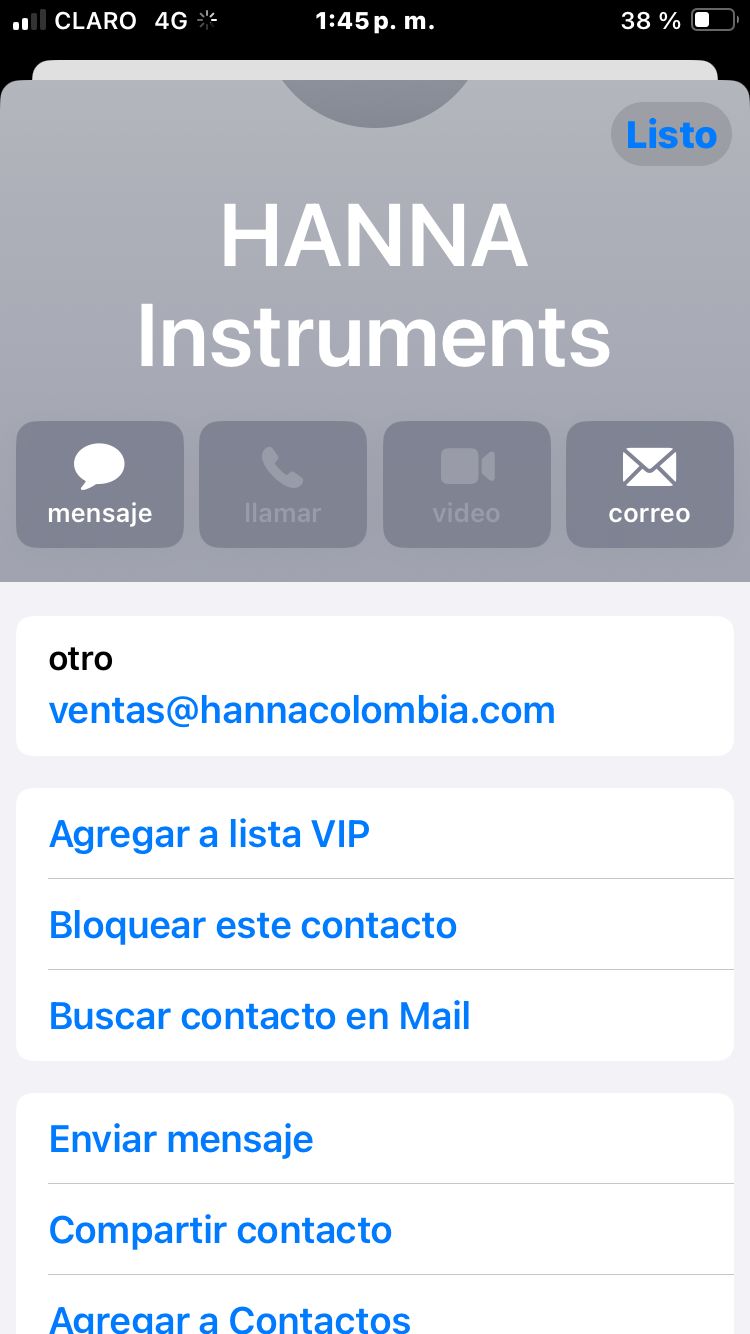 CLARO 4G 1:45 p. m. 38 %
Listo
HANNA
Instruments
mensaje llamar video correo
otro
ventas@hannacolombia.com
Agregar a lista VIP
Bloquear este contacto
Buscar contacto en Mail
Enviar mensaje
Compartir contacto
Agregar a Contactos